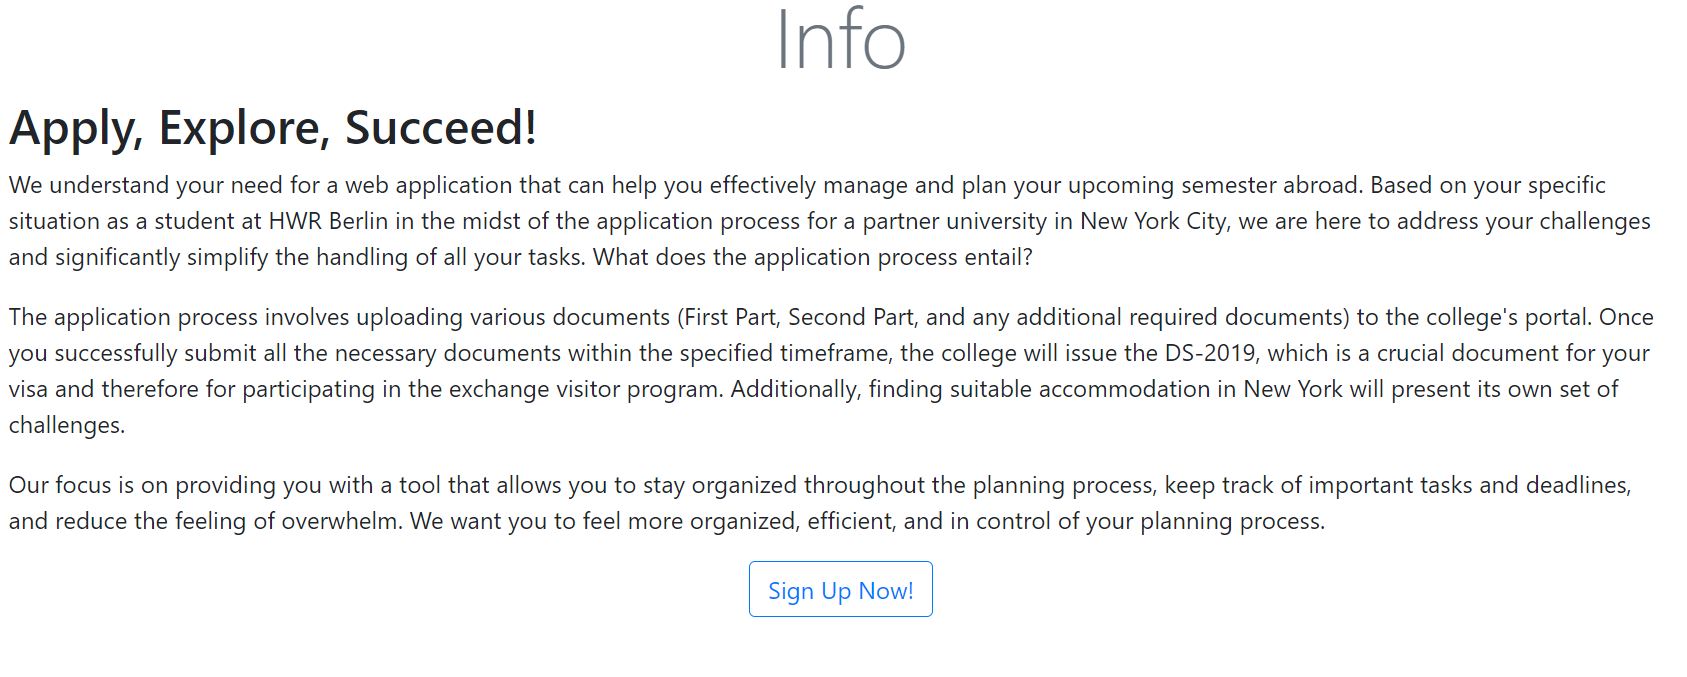 Info
Apply, Explore, Succeed!
We understand your need for a web application that can help you effectively manage and plan your upcoming semester abroad. Based on your specific
situation as a student at HWR Berlin in the midst of the application process for a partner university in New York City, we are here to address your challenges
and significantly simplify the handling of all your tasks. What does the application process entail?
The application process involves uploading various documents (First Part, Second Part, and any additional required documents) to the college's portal. Once
you successfully submit all the necessary documents within the specified timeframe, the college will issue the DS-2019, which is a crucial document for your
visa and therefore for participating in the exchange visitor program. Additionally, finding suitable accommodation in New York will present its own set of
challenges.
Our focus is on providing you with a tool that allows you to stay organized throughout the planning process, keep track of important tasks and deadlines,
and reduce the feeling of overwhelm. We want you to feel more organized, efficient, and in control of your planning process.
Sign Up Now!